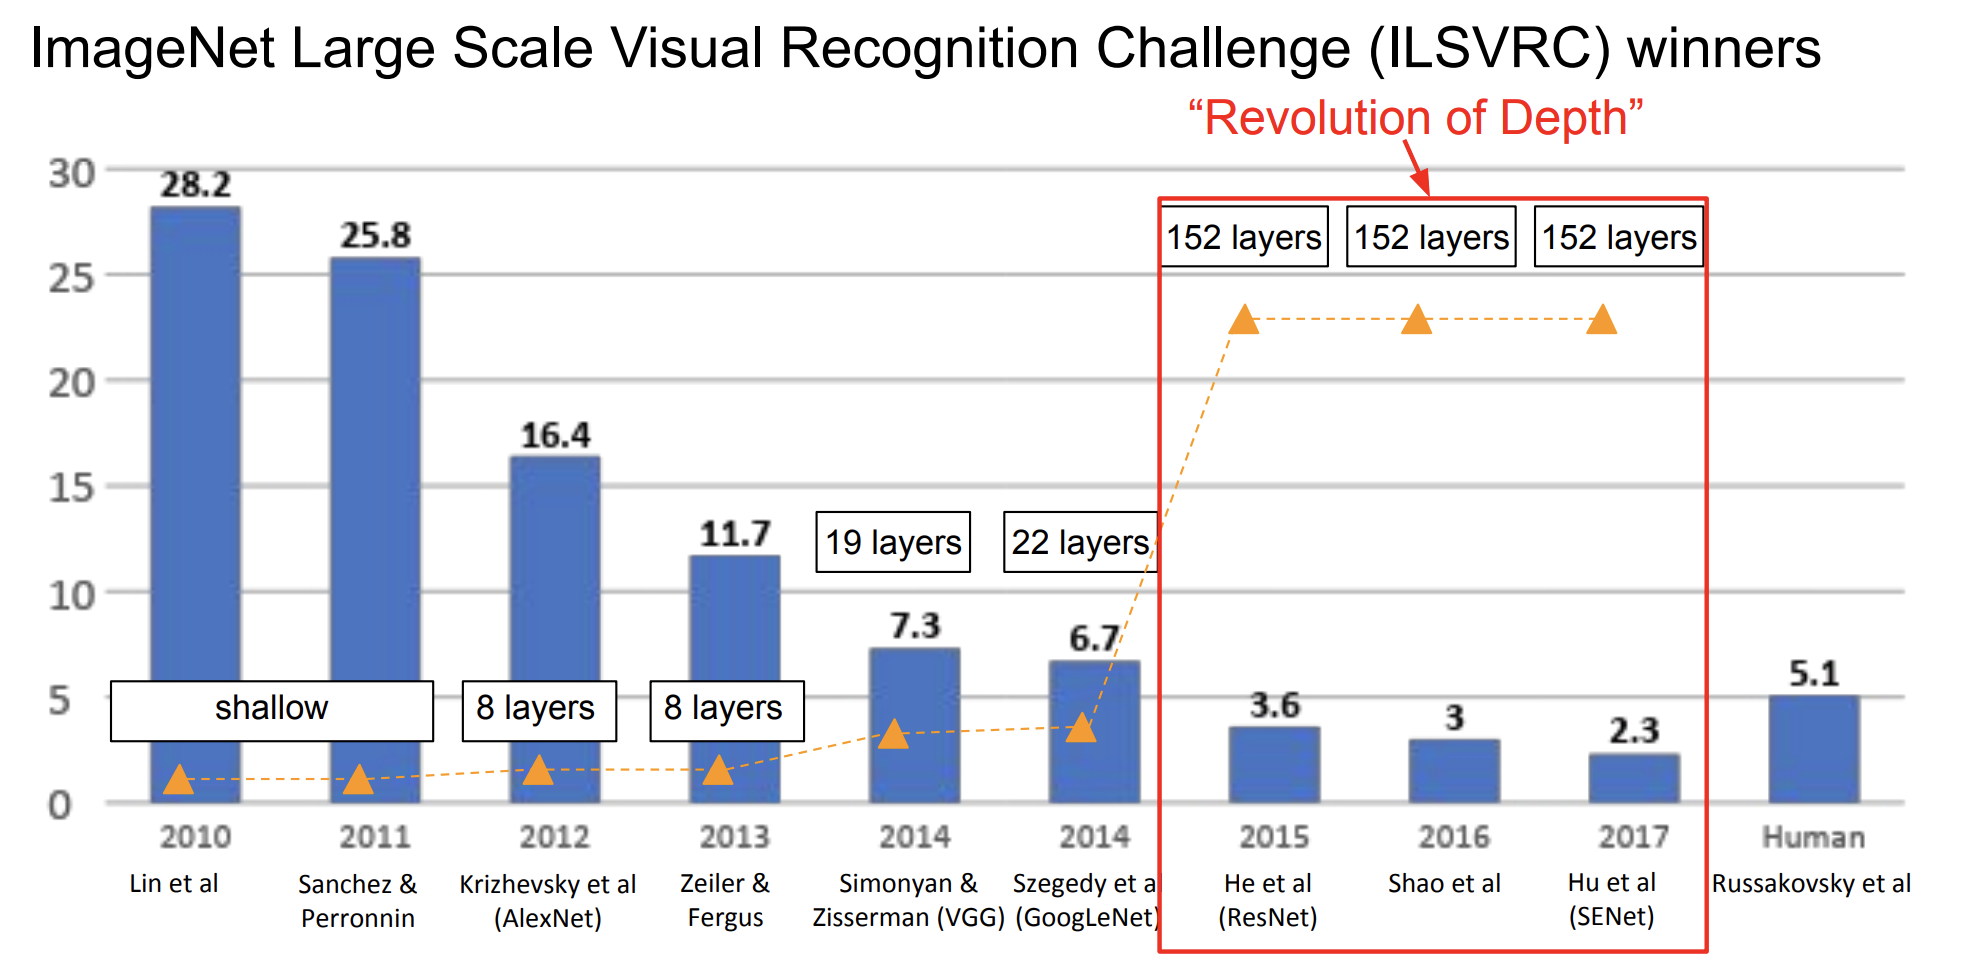 ImageNet Large Scale Visual Recognition Challenge (ILSVRC) winners
“Revolution of Depth”
30
25
20
15
10
5
0
28.2
25.8
16.4
11.7
7.3
6.7
3.6
3
2.3
5.1
shallow
8 layers
8 layers
19 layers
22 layers
152 layers
152 layers
152 layers
2010
2011
2012
2013
2014
2014
2015
2016
2017
Human
Lin et al
Sanchez &
Perronnin
Krizhevsky et al
(AlexNet)
Zeiler &
Fergus
Simonyan &
Zisserman (VGG)
Szegedy et al
(GoogLeNet)
He et al
(ResNet)
Shao et al
Hu et al
(SENet)
Russakovsky et al